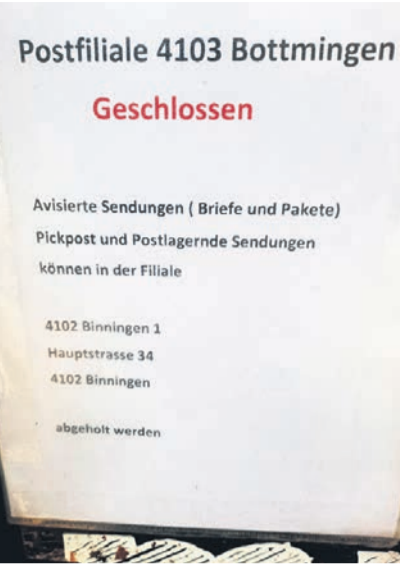 Postfiliale 4103 Bottmingen
Geschlossen
Avisierte Sendungen ( Briefe und Pakete)
Pickpost und Postlagernde Sendungen
können in der Filiale
4102 Binningen 1
Hauptstrasse 34
4102 Binningen
abgeholt werden